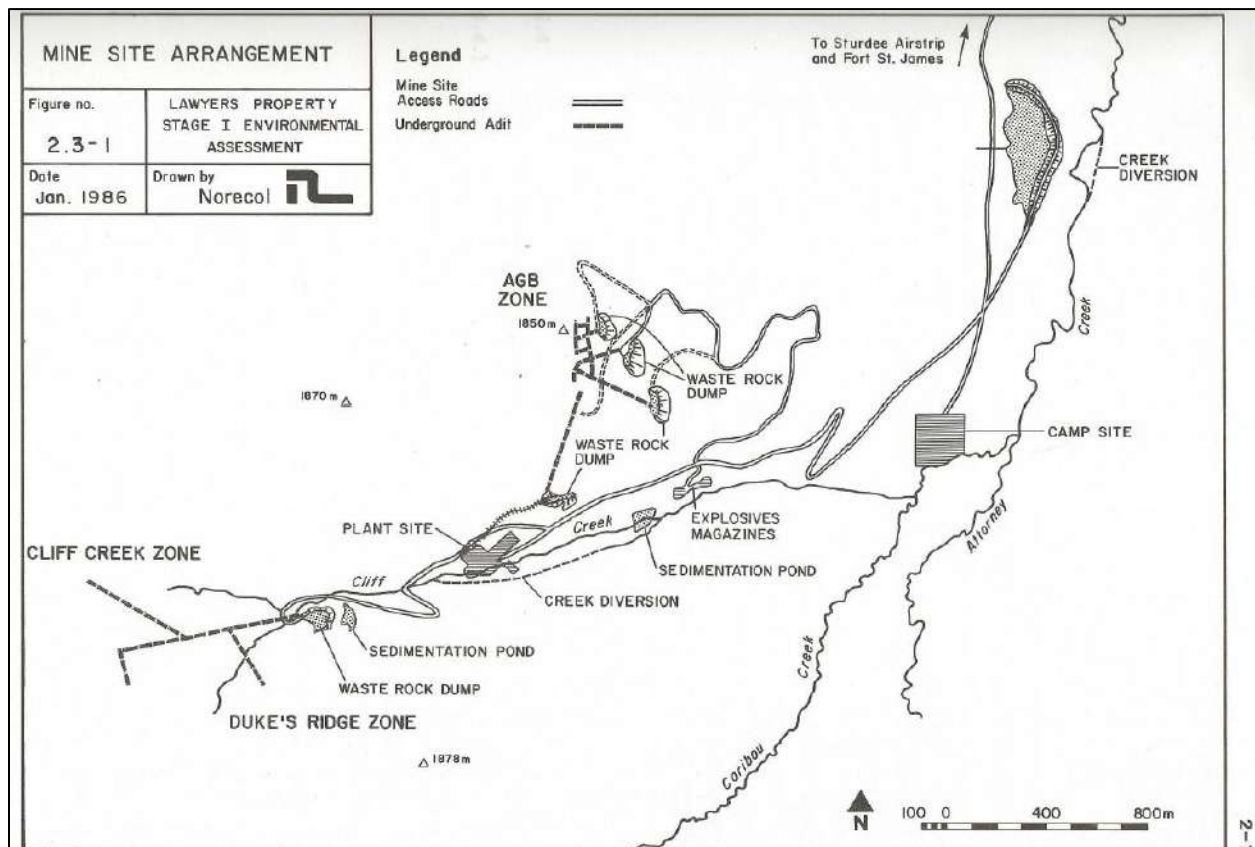 MINE SITE ARRANGEMENT
Figure no.
2.3-1
LAWYERS PROPERTY
STAGE I ENVIRONMENTAL
ASSESSMENT
Date
Jan. 1986
Drawn by
Norecol
Legend
Mine Site
Access Roads
Underground Adit
To Sturdee Airstrip
and Fort St. James
CREEK
DIVERSION
AGB
ZONE
1850m
Creek
WASTE ROCK
DUMP
1870m
CAMP SITE
WASTE ROCK
DUMP
Attorney
PLANT SITE
Creek
EXPLOSIVES
MAGAZINES
CLIFF CREEK ZONE
Cliff
SEDIMENTATION POND
CREEK DIVERSION
SEDIMENTATION POND
Creek
WASTE ROCK DUMP
DUKE'S RIDGE ZONE
1878m
Caribou
N
100 0 400 800m